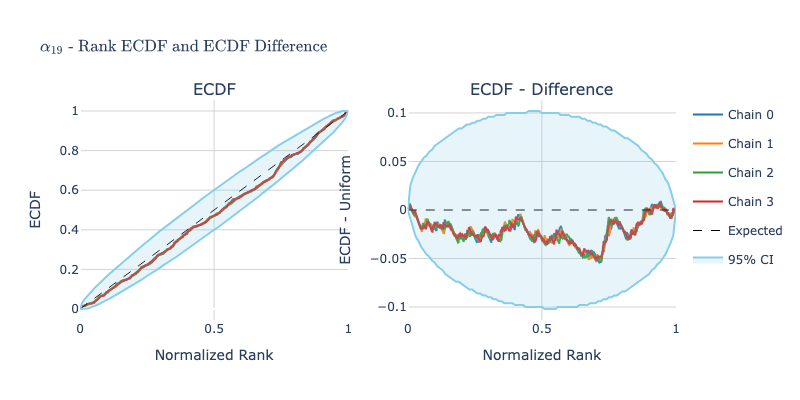 α₁₉ - Rank ECDF and ECDF Difference
ECDF
ECDF - Difference
ECDF
1
0.8
0.6
0.4
0.2
0
0
0.5
1
Normalized Rank
ECDF - Uniform
0.1
0.05
0
−0.05
−0.1
0
0.5
1
Normalized Rank
Chain 0
Chain 1
Chain 2
Chain 3
Expected
95% CI